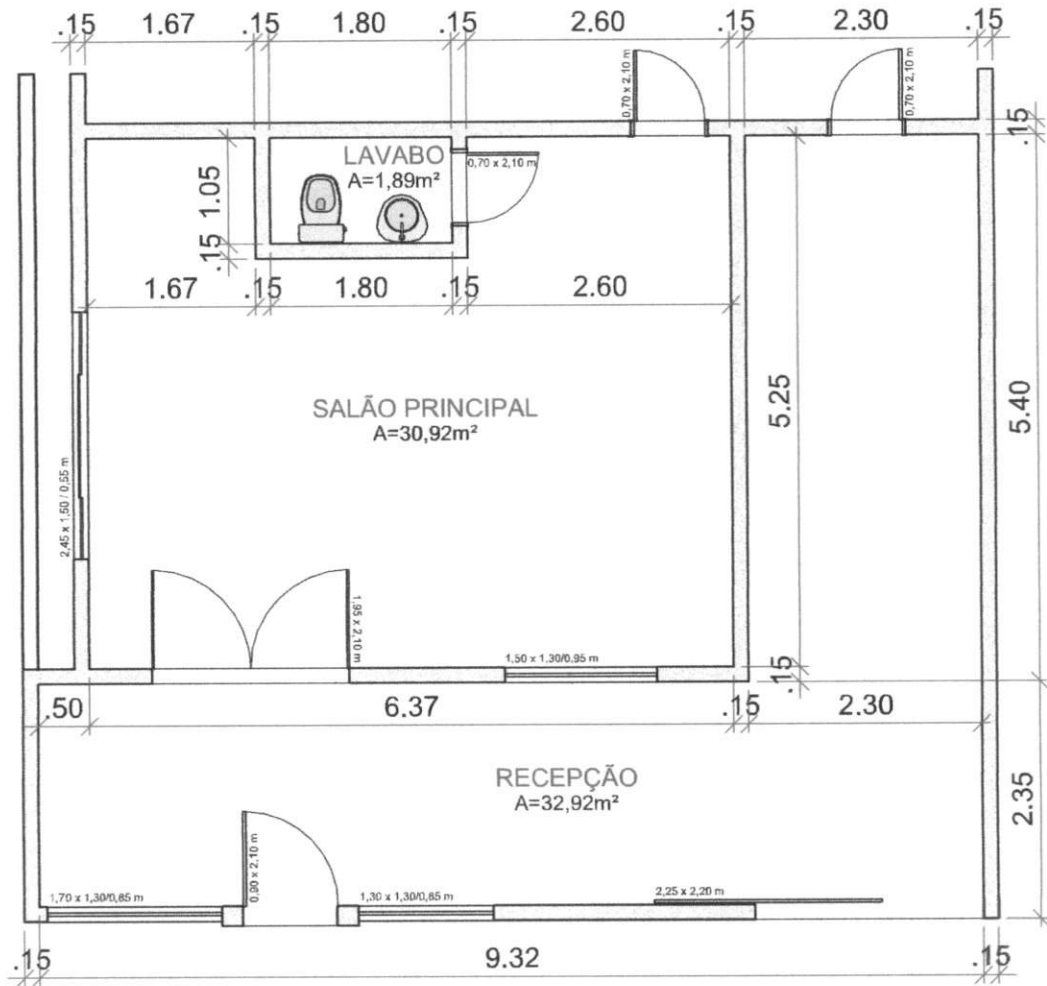 .15 1.67 .15 1.80 .15 2.60 .15 2.30 .15
0,70 x 2,10 m
0,70 x 2,10 m
.15
LAVABO
A=1,89m²
0,70 x 2,10 m
1.05
.15
1.67 .15 1.80 .15 2.60
SALÃO PRINCIPAL
A=30,92m²
5.25
5.40
2,45 x 1,50 / 0,55 m
1,95 x 2,10 m
1,50 x 1,30/0,95 m
.15
.50 6.37 .15 2.30
RECEPÇÃO
A=32,92m²
2.35
0,90 x 2,10 m
1,70 x 1,30/0,85 m
1,30 x 1,30/0,85 m
2,25 x 2,20 m
.15 9.32 .15